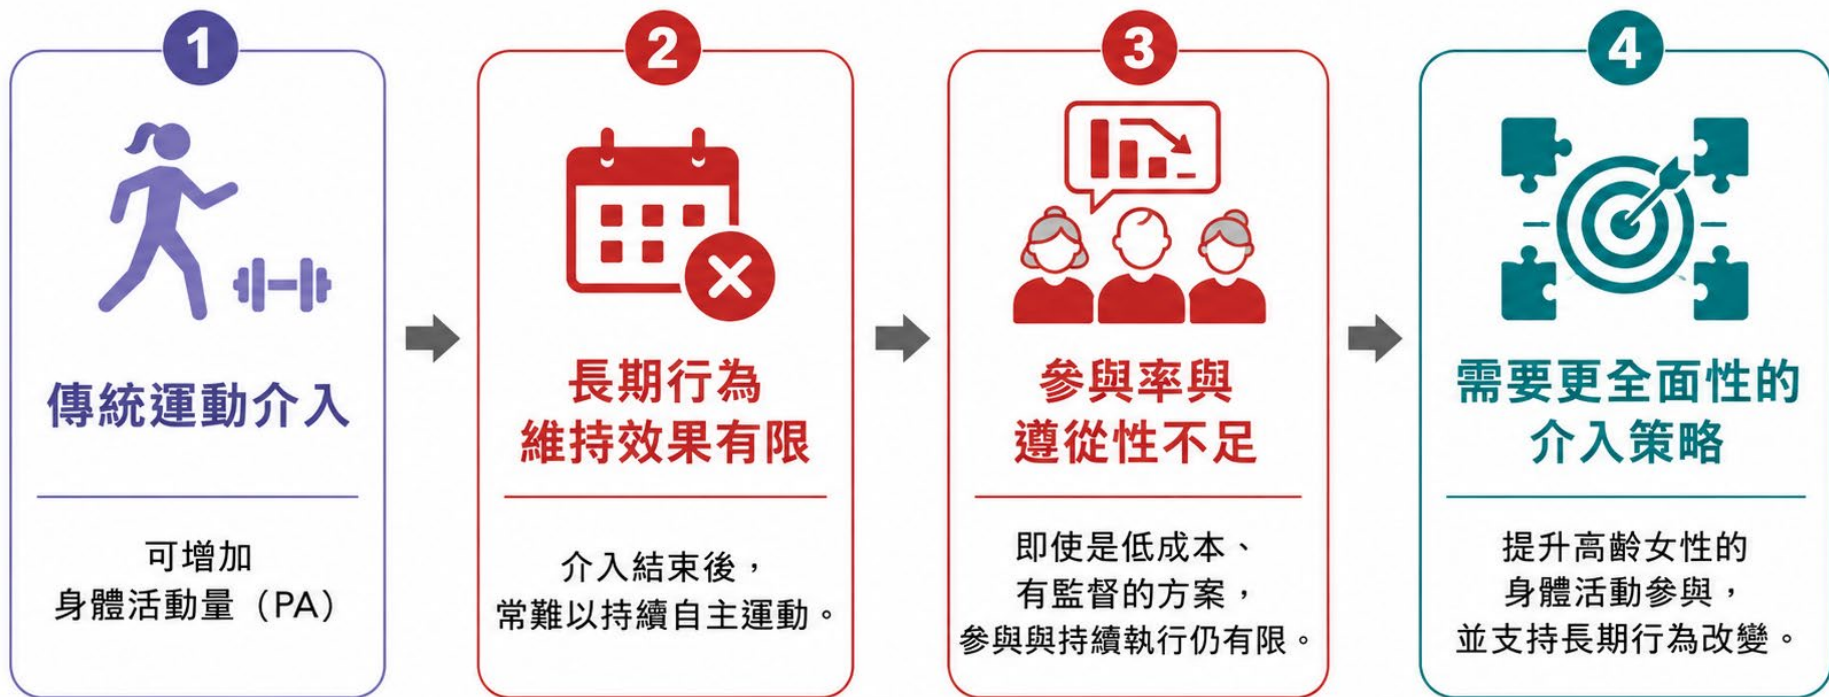 1
傳統運動介入
可增加
身體活動量（PA）
2
長期行為
維持效果有限
介入結束後，
常難以持續自主運動。
3
參與率與
遵從性不足
即使是低成本、
有監督的方案，
參與與持續執行仍有限。
4
需要更全面性的
介入策略
提升高齡女性的
身體活動參與，
並支持長期行為改變。